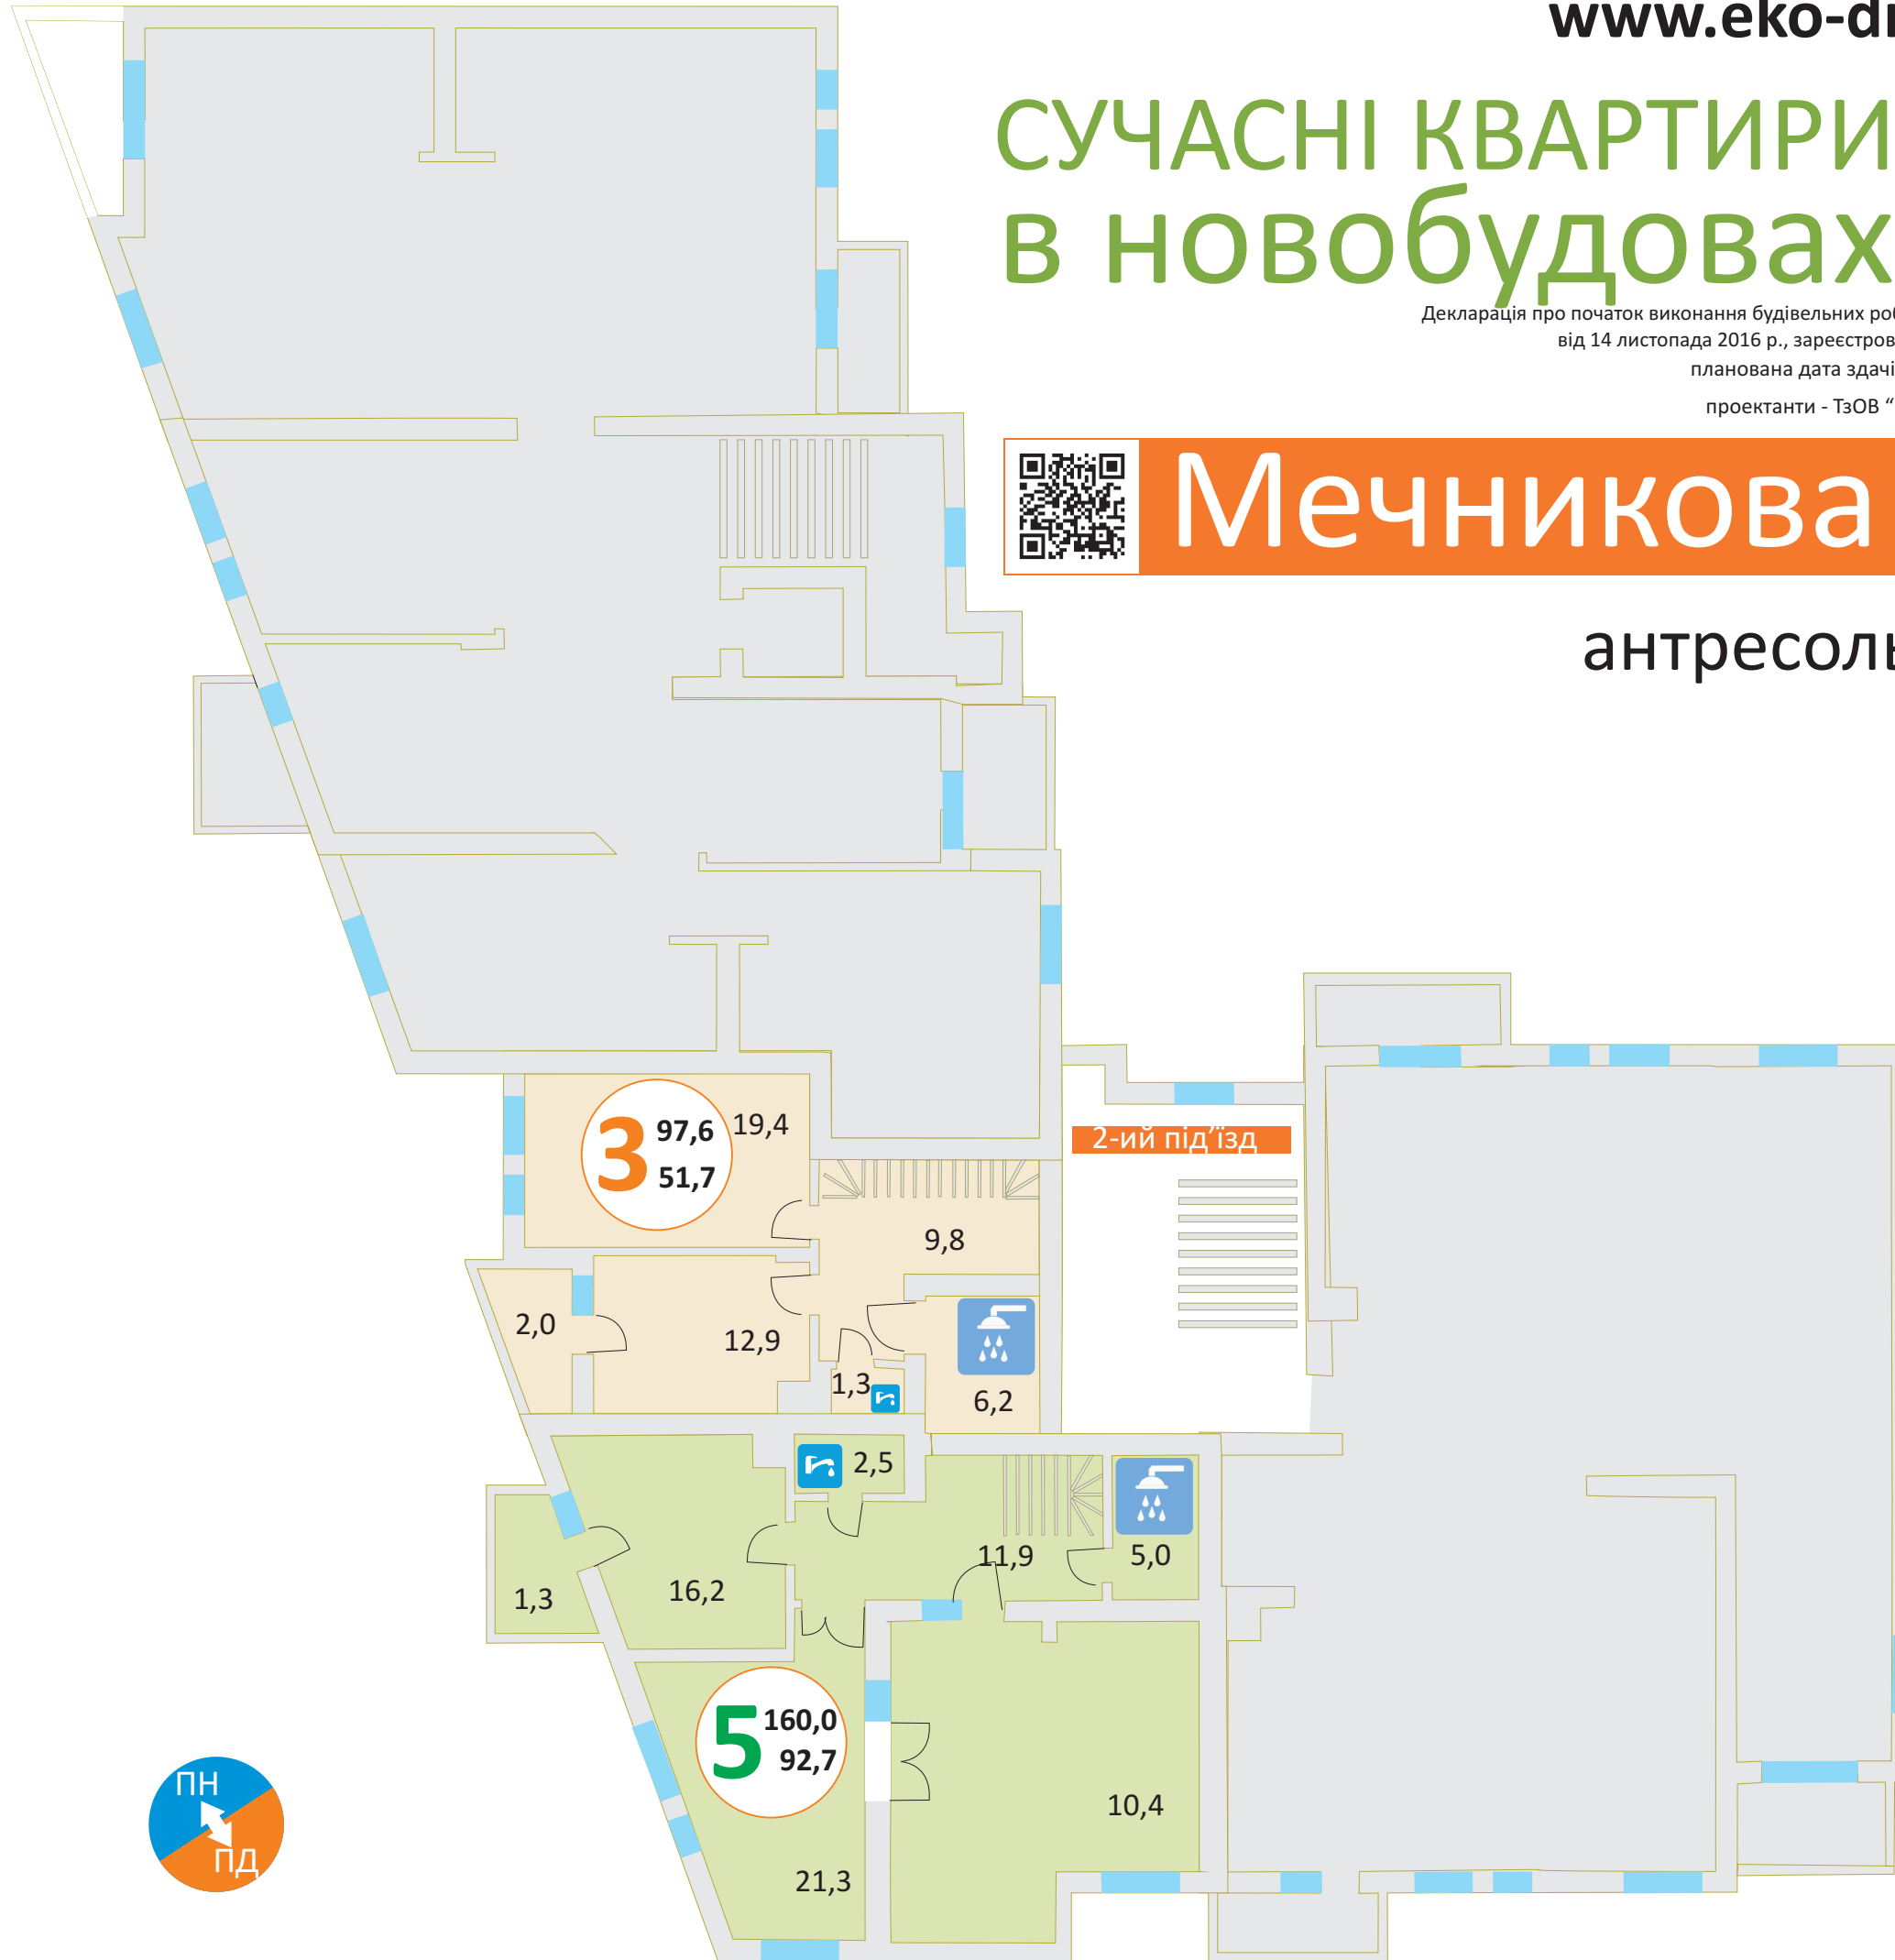 www.eko-d
СУЧАСНІ КВАРТИРИ
в новобудовах
Декларація про початок виконання будівельних роб
від 14 листопада 2016 р., зареєстров
планована дата здачі
проектанти - ТзОВ “
Мечникова
антресоль
2-ий під’їзд
3 97,6
51,7
19,4
9,8
2,0
12,9
1,3
6,2
2,5
11,9
5,0
16,2
1,3
5 160,0
92,7
10,4
21,3
ПН
ПД